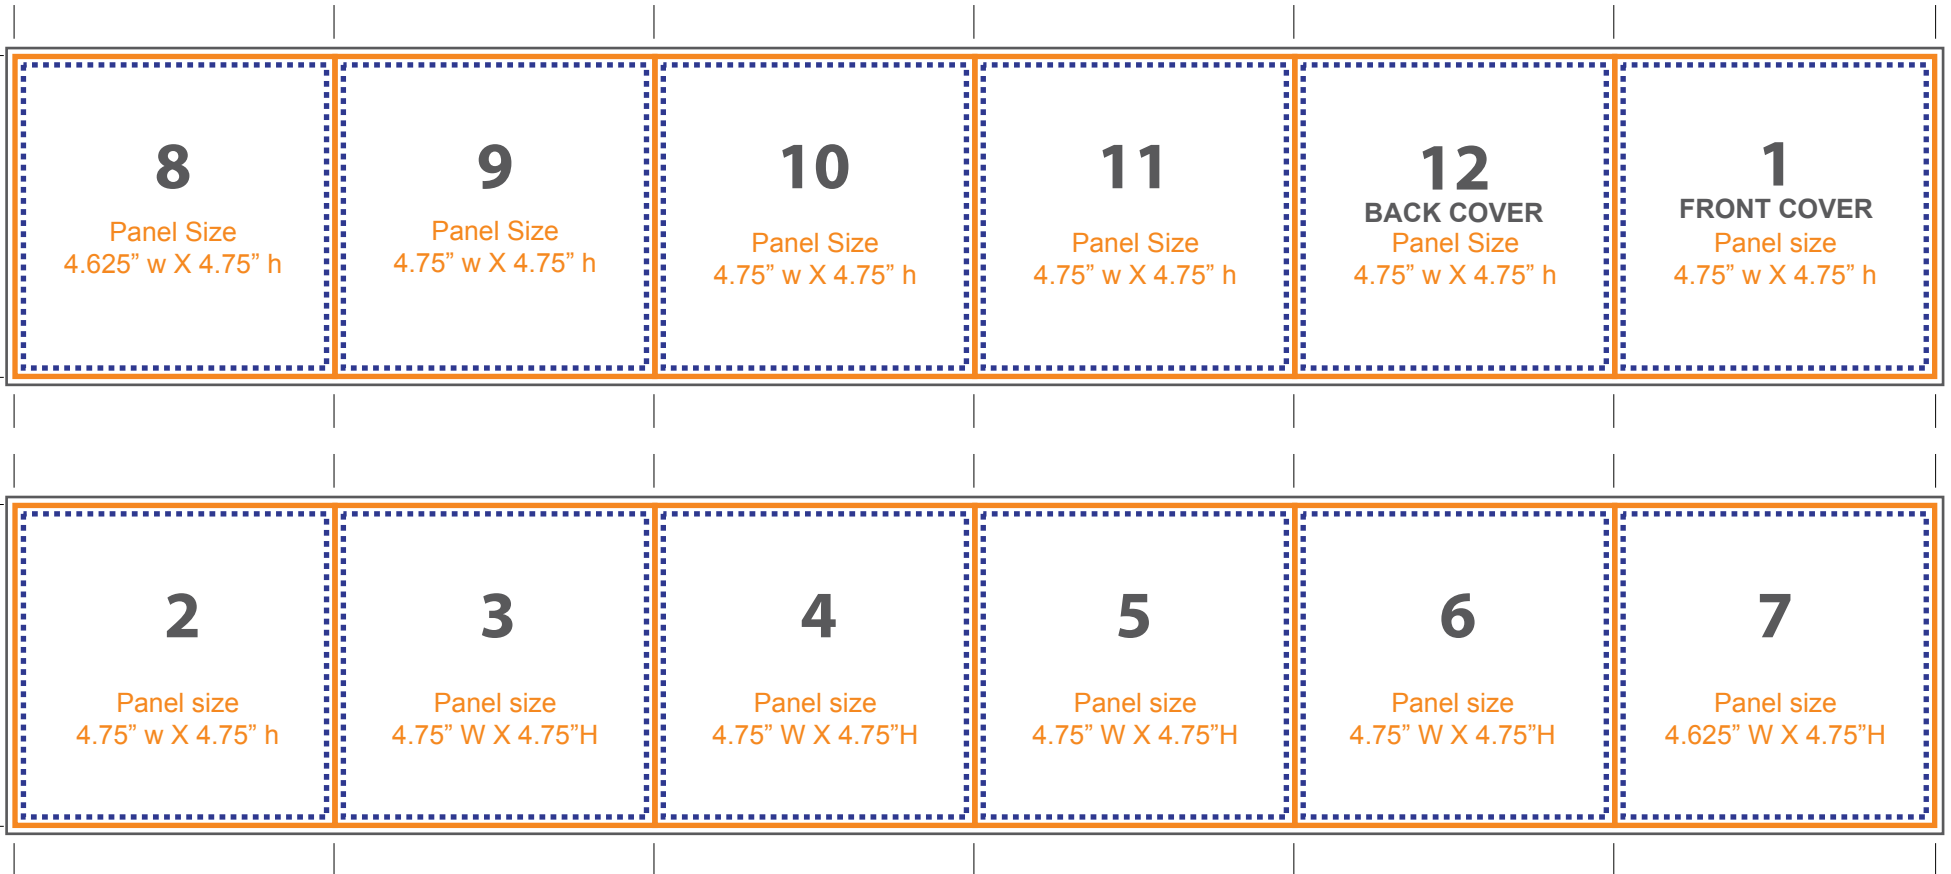 8
Panel Size
4.625” w X 4.75” h
9
Panel Size
4.75” w X 4.75” h
10
Panel Size
4.75” w X 4.75” h
11
Panel Size
4.75” w X 4.75” h
12
BACK COVER
Panel Size
4.75” w X 4.75” h
1
FRONT COVER
Panel size
4.75” w X 4.75” h
2
Panel size
4.75” w X 4.75” h
3
Panel size
4.75” W X 4.75”H
4
Panel size
4.75” W X 4.75”H
5
Panel size
4.75” W X 4.75”H
6
Panel size
4.75” W X 4.75”H
7
Panel size
4.625” W X 4.75”H